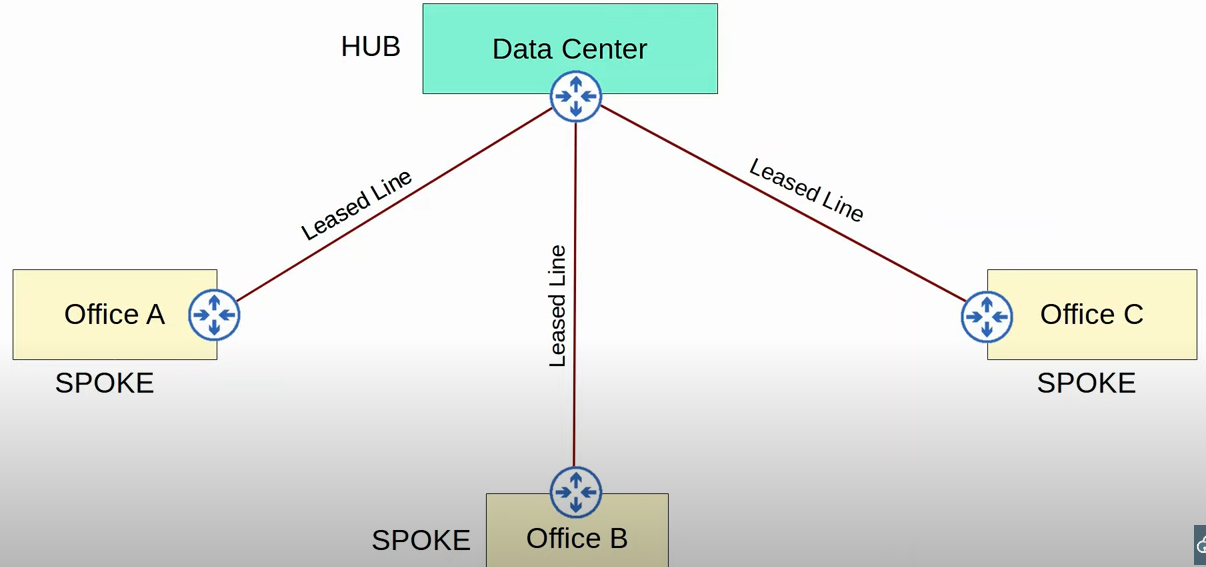 HUB
Data Center
Leased Line
Leased Line
Leased Line
Office A
Office C
SPOKE
SPOKE
SPOKE
Office B